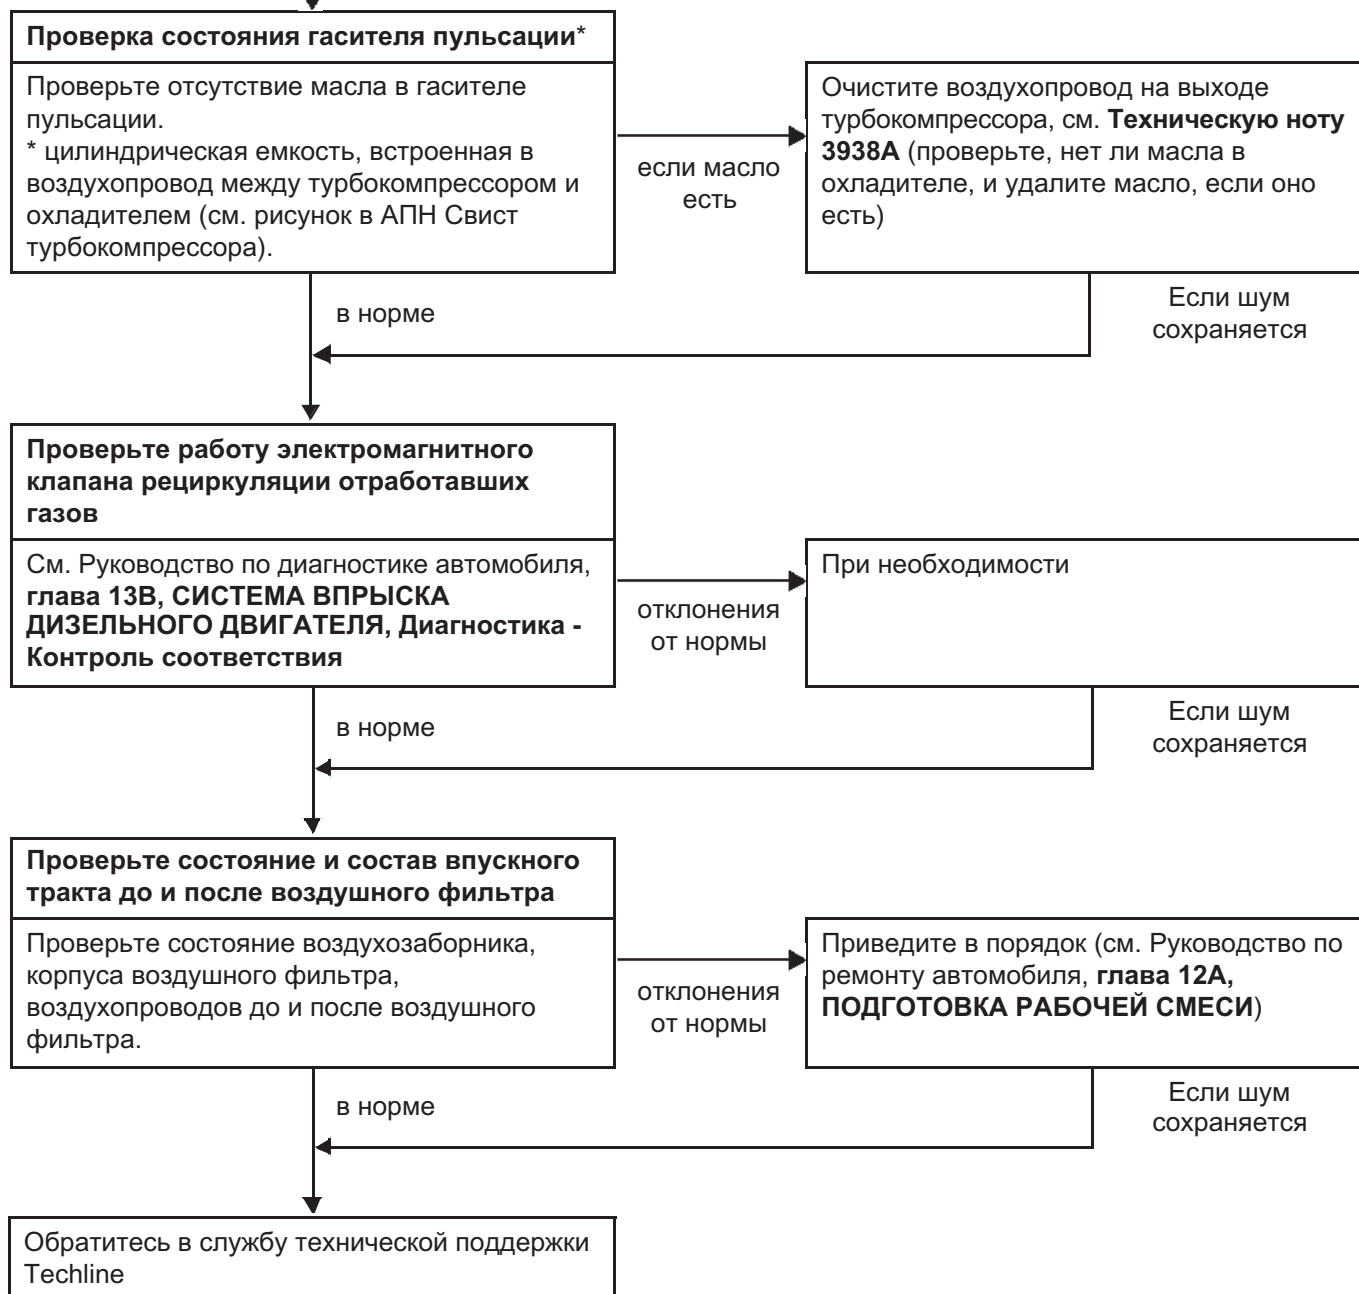 Проверка состояния гасителя пульсации*
Проверьте отсутствие масла в гасителе
пульсации.
* цилиндрическая емкость, встроенная в
воздухопровод между турбокомпрессором и
охладителем (см. рисунок в АПН Свист
турбокомпрессора).
если масло
есть
Очистите воздухопровод на выходе
турбокомпрессора, см. Техническую ноту
3938A (проверьте, нет ли масла в
охладителе, и удалите масло, если оно
есть)
в норме
Если шум
сохраняется
Проверьте работу электромагнитного
клапана рециркуляции отработавших
газов
См. Руководство по диагностике автомобиля,
глава 13B, СИСТЕМА ВПРЫСКА
ДИЗЕЛЬНОГО ДВИГАТЕЛЯ, Диагностика -
Контроль соответствия
отклонения
от нормы
При необходимости
в норме
Если шум
сохраняется
Проверьте состояние и состав впускного
тракта до и после воздушного фильтра
Проверьте состояние воздухозаборника,
корпуса воздушного фильтра,
воздухопроводов до и после воздушного
фильтра.
отклонения
от нормы
Приведите в порядок (см. Руководство по
ремонту автомобиля, глава 12A,
ПОДГОТОВКА РАБОЧЕЙ СМЕСИ)
в норме
Если шум
сохраняется
Обратитесь в службу технической поддержки
Techline